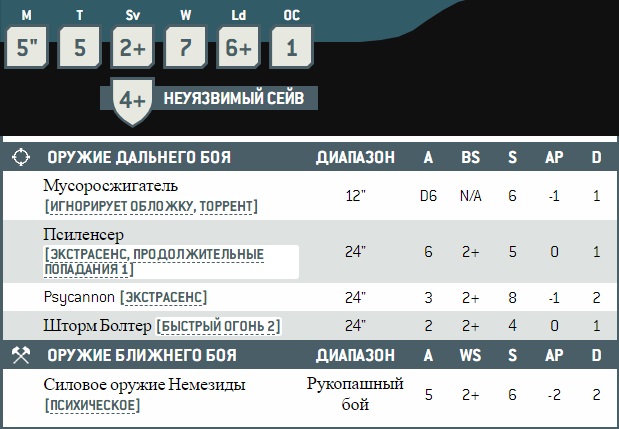 M T Sv W Ld OC
5" 5 2+ 7 6+ 1
4+ НЕУЯЗВИМЫЙ СЕЙВ
ОРУЖИЕ ДАЛЬНЕГО БОЯ ДИАПАЗОН A BS S AP D
Мусоросжигатель
[ИГНОРИРУЕТ ОБЛОЖКУ, ТОРРЕНТ] 12" D6 N/A 6 -1 1
Псиленсер
[ЭКСТРАСЕНС, ПРОДОЛЖИТЕЛЬНЫЕ 24" 6 2+ 5 0 1
ПОПАДАНИЯ 1]
Psycannon [ЭКСТРАСЕНС] 24" 3 2+ 8 -1 2
Шторм Болтер [БЫСТРЫЙ ОГОНЬ 2] 24" 2 2+ 4 0 1
ОРУЖИЕ БЛИЖНЕГО БОЯ ДИАПАЗОН A WS S AP D
Силовое оружие Немезиды Рукопашный
[ПСИХИЧЕСКОЕ] бой 5 2+ 6 -2 2